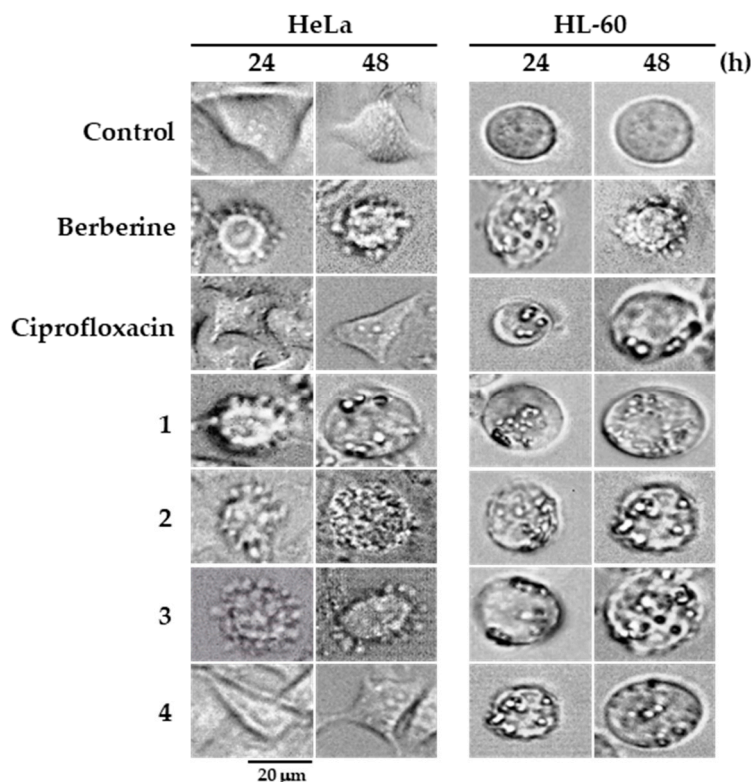 HeLa HL-60
24 48 24 48 (h)
Control
Berberine
Ciprofloxacin
1
2
3
4
20 µm